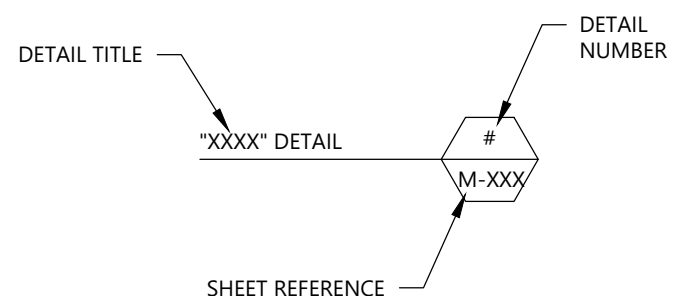 DETAIL
NUMBER
DETAIL TITLE
"XXXX" DETAIL
#
M-XXX
SHEET REFERENCE